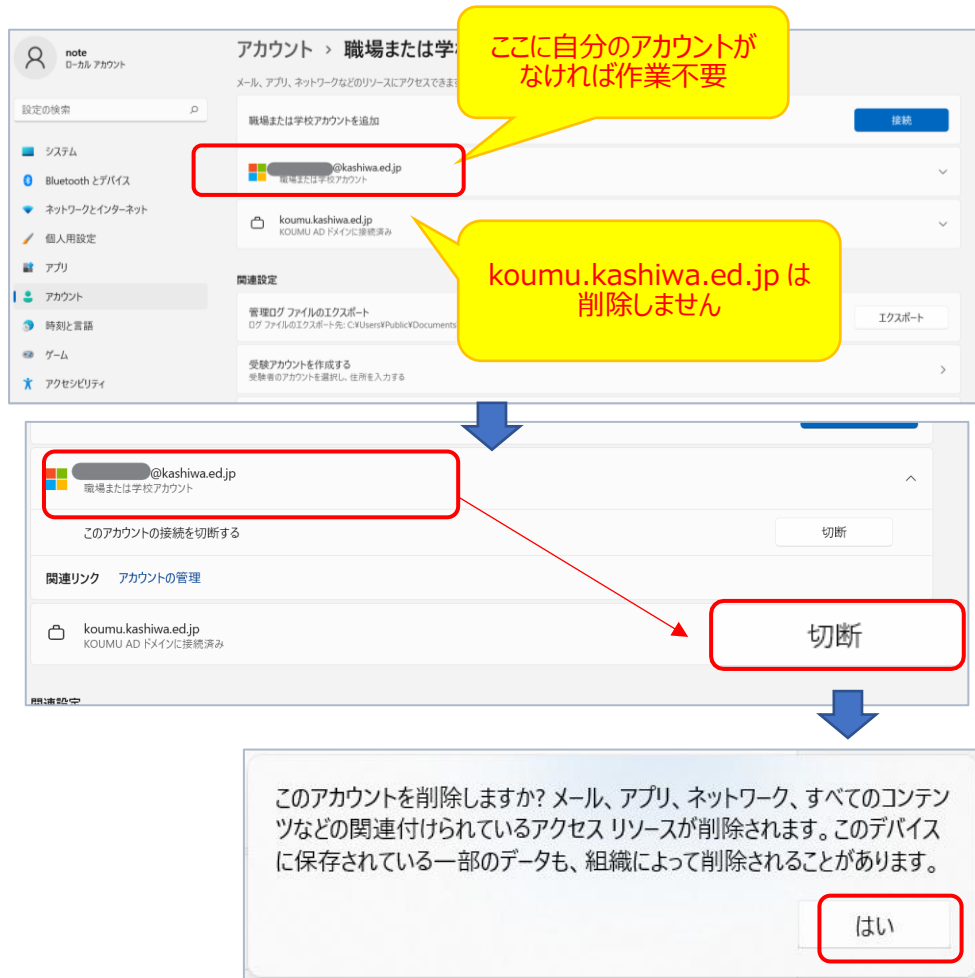 note
ローカル アカウント
設定の検索
システム
Bluetooth とデバイス
ネットワークとインターネット
個人用設定
アプリ
アカウント
時刻と言語
ゲーム
アクセシビリティ
アカウント › 職場または学
メール、アプリ、ネットワークなどのリソースにアクセスできま
ここに自分のアカウントが
なければ作業不要
職場または学校アカウントを追加
接続
@kashiwa.ed.jp
職場または学校アカウント
koumu.kashiwa.ed.jp
KOUMU AD ドメインに接続済み
koumu.kashiwa.ed.jp は
削除しません
関連設定
管理ログ ファイルのエクスポート
ログ ファイルのエクスポート先: C:¥Users¥Public¥Documents
エクスポート
受験アカウントを作成する
受験者のアカウントを選択し、住所を入力する
@kashiwa.ed.jp
職場または学校アカウント
このアカウントの接続を切断する
切断
関連リンク アカウントの管理
koumu.kashiwa.ed.jp
KOUMU AD ドメインに接続済み
切断
関連設定
このアカウントを削除しますか? メール、アプリ、ネットワーク、すべてのコンテン
ツなどの関連付けられているアクセス リソースが削除されます。このデバイス
に保存されている一部のデータも、組織によって削除されることがあります。
はい